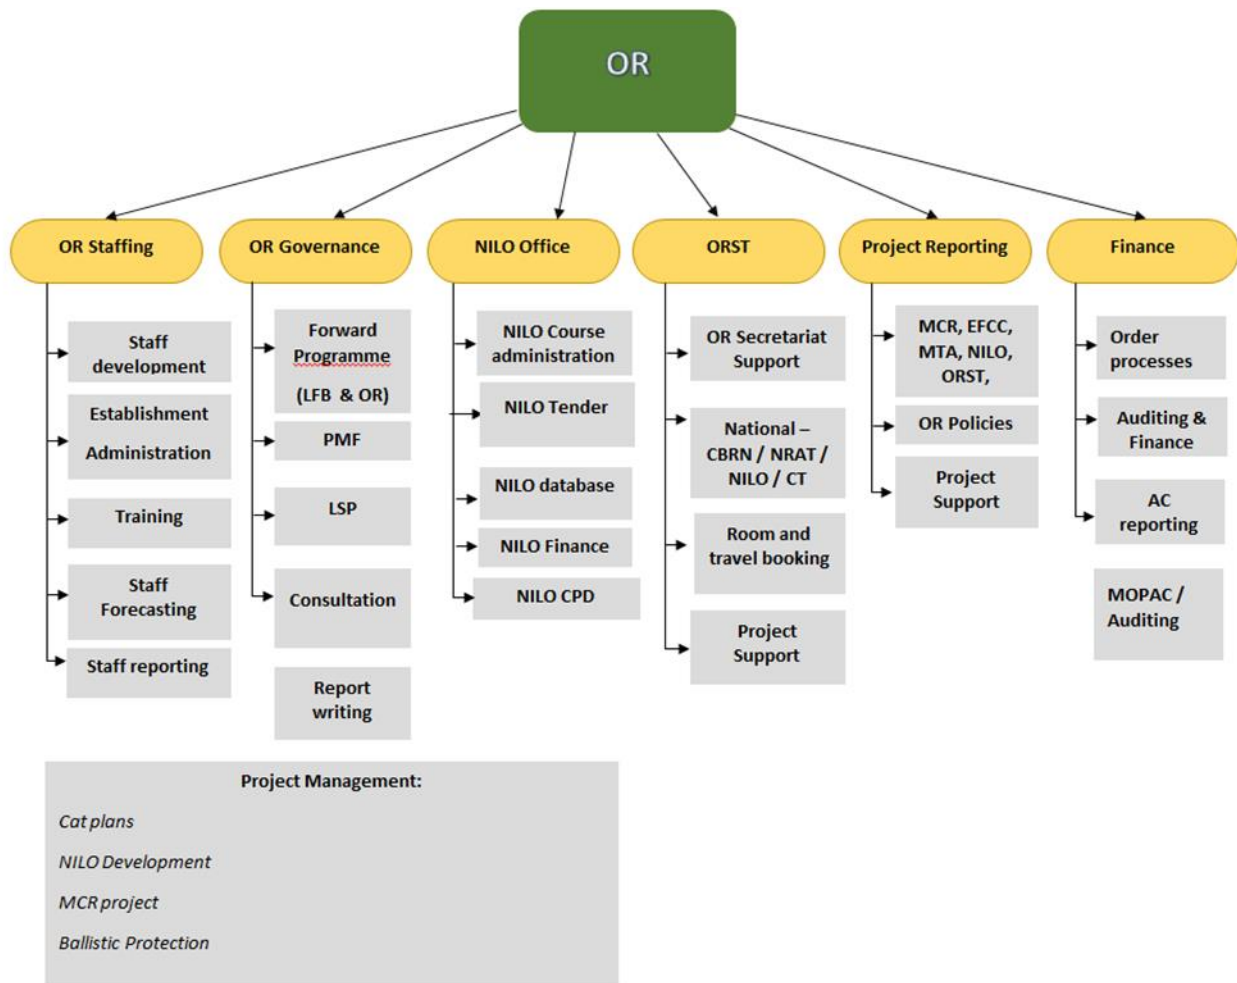 OR
OR Staffing
Staff
development
Establishment
Administration
Training
Staff
Forecasting
Staff reporting
OR Governance
Forward
Programme
(LFB & OR)
PMF
LSP
Consultation
Report
writing
NILO Office
NILO Course
administration
NILO Tender
NILO database
NILO Finance
NILO CPD
ORST
OR Secretariat
Support
National –
CBRN / NRAT /
NILO / CT
Room and
travel booking
Project
Support
Project Reporting
MCR, EFCC,
MTA, NILO,
ORST,
OR Policies
Project
Support
Finance
Order
processes
Auditing &
Finance
AC
reporting
MOPAC /
Auditing
Project Management:
Cat plans
NILO Development
MCR project
Ballistic Protection